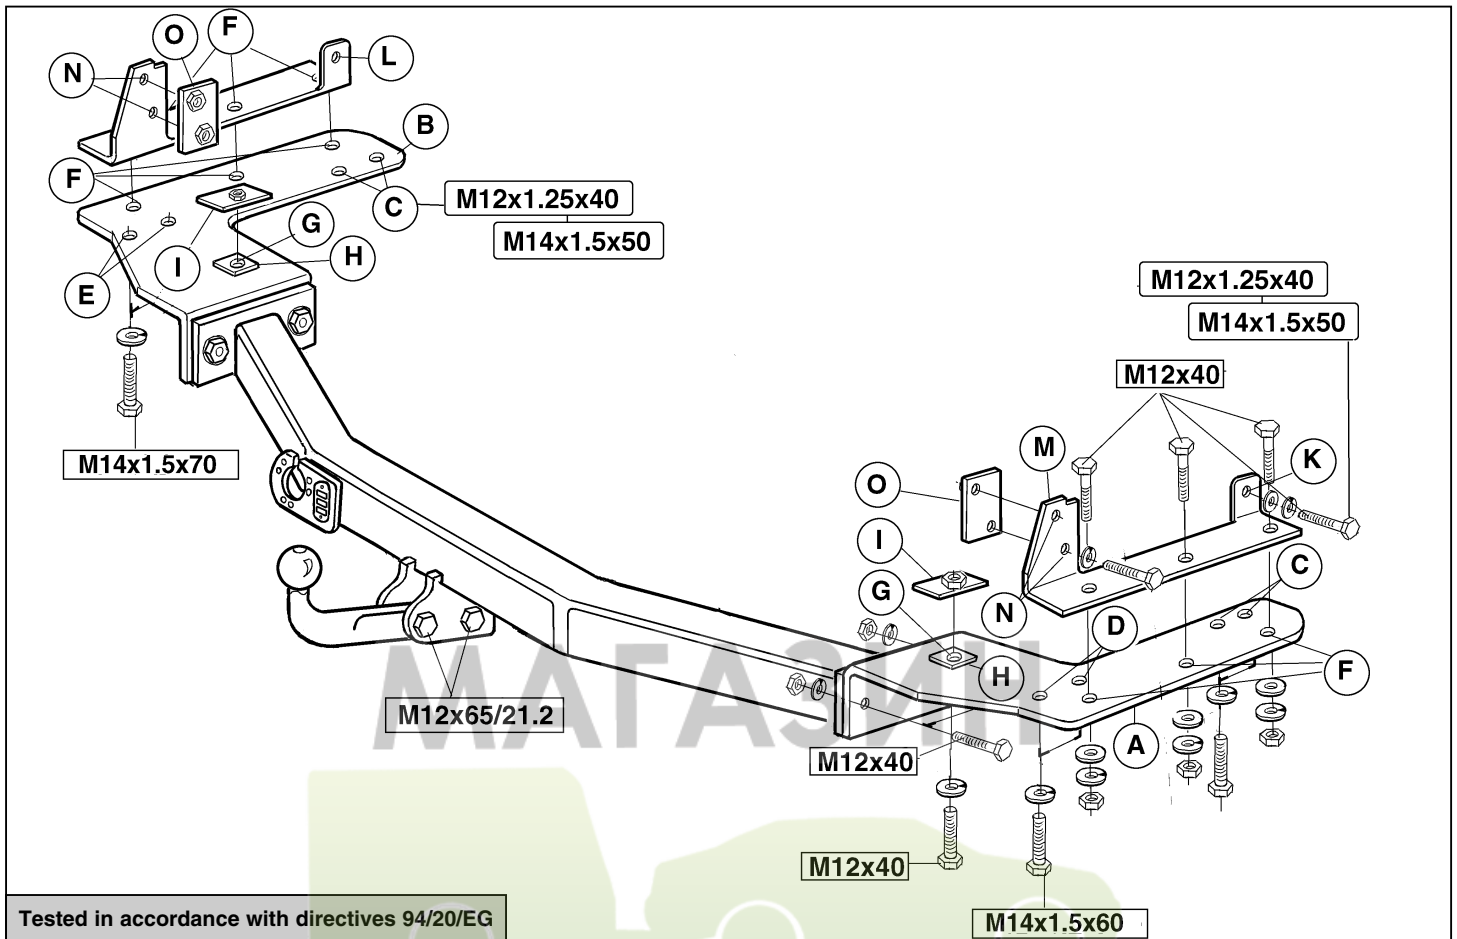 O
F
L
N
B
F
C
M12x1.25x40
G
M14x1.5x50
H
I
E
M12x1.25x40
M14x1.5x50
M12x40
M14x1.5x70
M
K
O
I
C
G
N
D
H
F
M12x65/21.2
A
M12x40
M12x40
M14x1.5x60
МАГАЗИН
Tested in accordance with directives 94/20/EG